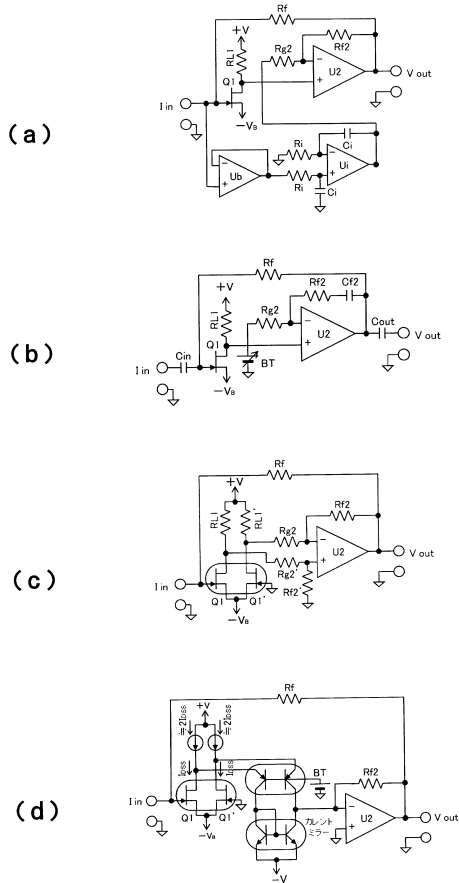 (a)
Rf
+V
RL1
Rg2
Rf2
U2
V out
Q1
I in
−VB
Ub
Ri
Ci
Ui
Ri
Ci
(b)
Rf
+V
RL1
Rf2
Cf2
Rg2
U2
Cout
V out
Q1
Cin
I in
BT
−VB
(c)
Rf
+V
RL1
RL1'
Rg2
Rf2
U2
V out
Rg2'
Rf2'
I in
Q1
Q1'
−VB
(d)
Rf
+V
≒2IDSS
≒2IDSS
IDSS
IDSS
BT
Rf2
I in
Q1
Q1'
−VB
カレント
ミラー
U2
V out
−V